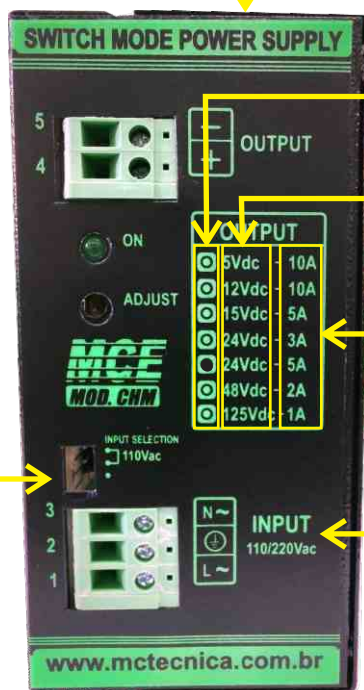 SWITCH MODE POWER SUPPLY
5
4
−
+
OUTPUT
ON
ADJUST
OUTPUT
5Vdc - 10A
12Vdc - 10A
15Vdc - 5A
24Vdc - 3A
24Vdc - 5A
48Vdc - 2A
125Vdc - 1A
MCE
MOD. CHM
INPUT SELECTION
110Vac
3
2
1
N ~
L ~
INPUT
110/220Vac
www.mctecnica.com.br